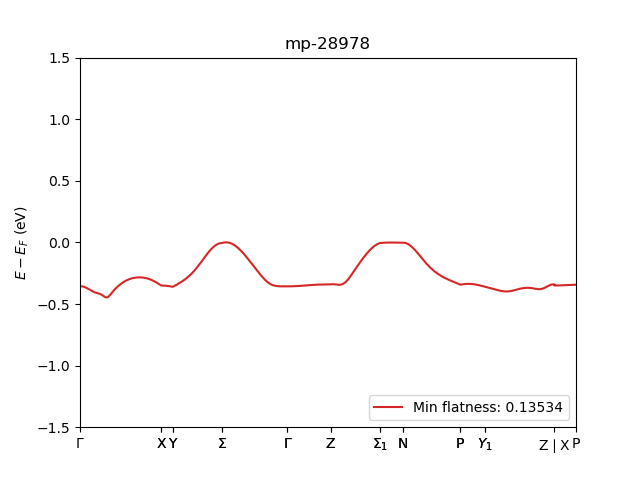 mp-28978
1.5
1.0
0.5
0.0
−0.5
−1.0
−1.5
E − E_F (eV)
Min flatness: 0.13534
Γ X Y Σ Γ Z Σ₁ N P Y₁ Z | X P